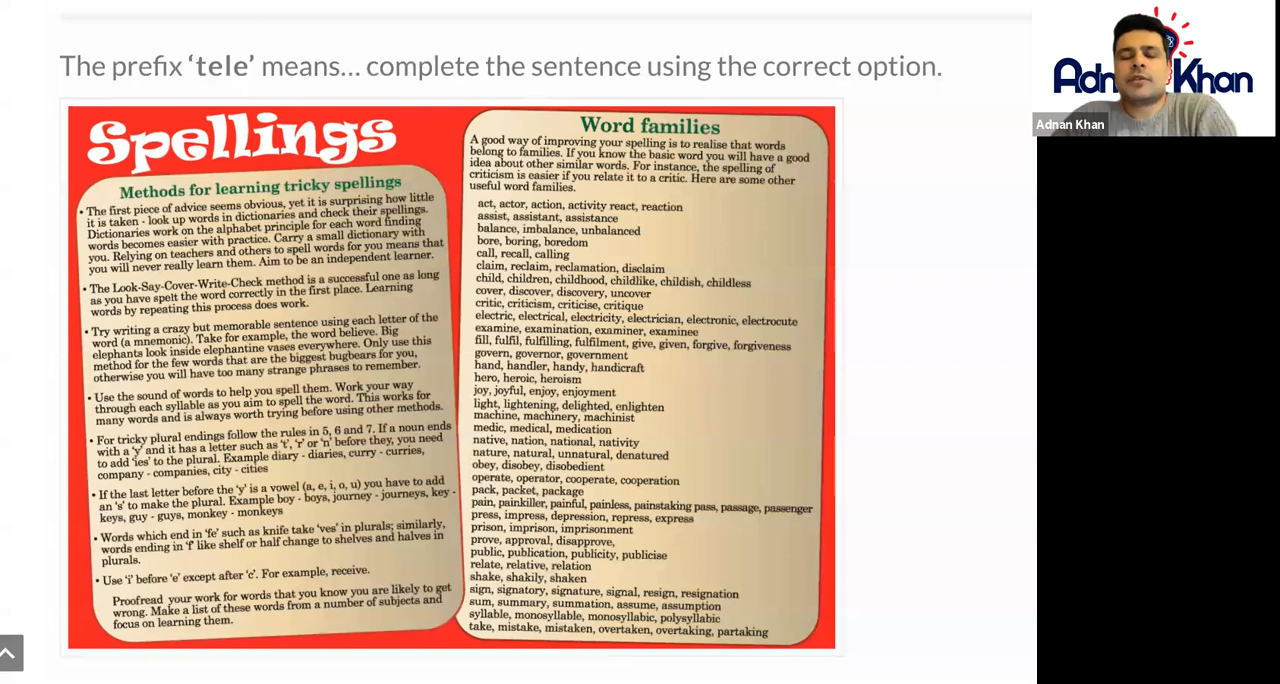 The prefix ‘tele’ means... complete the sentence using the correct option.
Spellings
Methods for learning tricky spellings
• The first piece of advice seems obvious, yet it is surprising how little
it is taken - look up words in dictionaries and check their spellings.
Dictionaries work on the alphabet principle for each word finding
words becomes easier with practice. Carry a small dictionary with
you. Relying on teachers and others to spell words for you means that
you will never really learn them. Aim to be an independent learner.
• The Look-Say-Cover-Write-Check method is a successful one as long
as you have spelt the word correctly in the first place. Learning
words by repeating this process does work.
• Try writing a crazy but memorable sentence using each letter of the
word (a mnemonic). Take for example, the word believe. Big
elephants look inside elephantine vases everywhere. Only use this
method for the few words that are the biggest bugbears for you,
otherwise you will have too many strange phrases to remember.
• Use the sound of words to help you spell them. Work your way
through each syllable as you aim to spell the word. This works for
many words and is always worth trying before using other methods.
• For tricky plural endings follow the rules in 5, 6 and 7. If a noun ends
with a ‘y’ and it has a letter such as ‘t’, ‘r’ or ‘n’ before they, you need
to add ‘ies’ to the plural. Example diary - diaries, curry - curries,
company - companies, city - cities
• If the last letter before the ‘y’ is a vowel (a, e, i, o, u) you have to add
an ‘s’ to make the plural. Example boy - boys, journey - journeys, key -
keys, guy - guys, monkey - monkeys
• Words which end in ‘fe’ such as knife take ‘ves’ in plurals; similarly,
words ending in ‘f’ like shelf or half change to shelves and halves in
plurals.
• Use ‘i’ before ‘e’ except after ‘c’. For example, receive.
Proofread your work for words that you know you are likely to get
wrong. Make a list of these words from a number of subjects and
focus on learning them.
Word families
A good way of improving your spelling is to realise that words
belong to families. If you know the basic word you will have a good
idea about other similar words. For instance, the spelling of
criticism is easier if you relate it to a critic. Here are some other
useful word families.
act, actor, action, activity react, reaction
assist, assistant, assistance
balance, imbalance, unbalanced
bore, boring, boredom
call, recall, calling
claim, reclaim, reclamation, disclaim
child, children, childhood, childlike, childish, childless
cover, discover, discovery, uncover
critic, criticism, criticise, critique
electric, electrical, electricity, electrician, electronic, electrocute
examine, examination, examiner, examinee
fill, fulfil, fulfilling, fulfilment, give, given, forgive, forgiveness
govern, governor, government
hand, handler, handy, handicraft
hero, heroic, heroism
joy, joyful, enjoy, enjoyment
light, lightening, delighted, enlighten
machine, machinery, machinist
medic, medical, medication
native, nation, national, nativity
nature, natural, unnatural, denatured
obey, disobey, disobedient
operate, operator, cooperate, cooperation
pack, packet, package
pain, painkiller, painful, painless, painstaking pass, passage, passenger
press, impress, depression, repress, express
prison, imprison, imprisonment
prove, approval, disapprove,
public, publication, publicity, publicise
relate, relative, relation
shake, shakily, shaken
sign, signatory, signature, signal, resign, resignation
sum, summary, summation, assume, assumption
syllable, monosyllable, monosyllabic, polysyllabic
take, mistake, mistaken, overtaken, overtaking, partaking
Khan
Adnan Khan